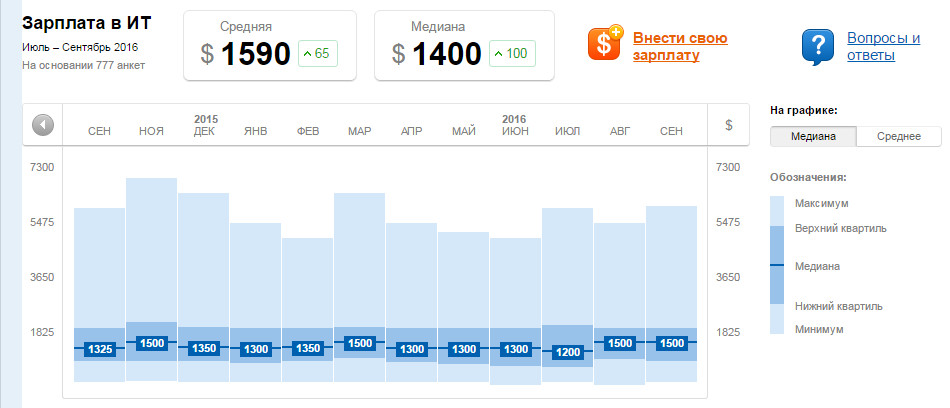 Зарплата в ИТ
Июль – Сентябрь 2016
На основании 777 анкет
Средняя
$ 1590 65
Медиана
$ 1400 100
$
Внести свою
зарплату
?
Вопросы и
ответы
2015 2016
СЕН НОЯ ДЕК ЯНВ ФЕВ МАР АПР МАЙ ИЮН ИЮЛ АВГ СЕН $
7300 7300
5475 5475
3650 3650
1825 1825
1325 1500 1350 1300 1350 1500 1300 1300 1300 1200 1500 1500
На графике:
Медиана Среднее
Обозначения:
Максимум
Верхний квартиль
Медиана
Нижний квартиль
Минимум